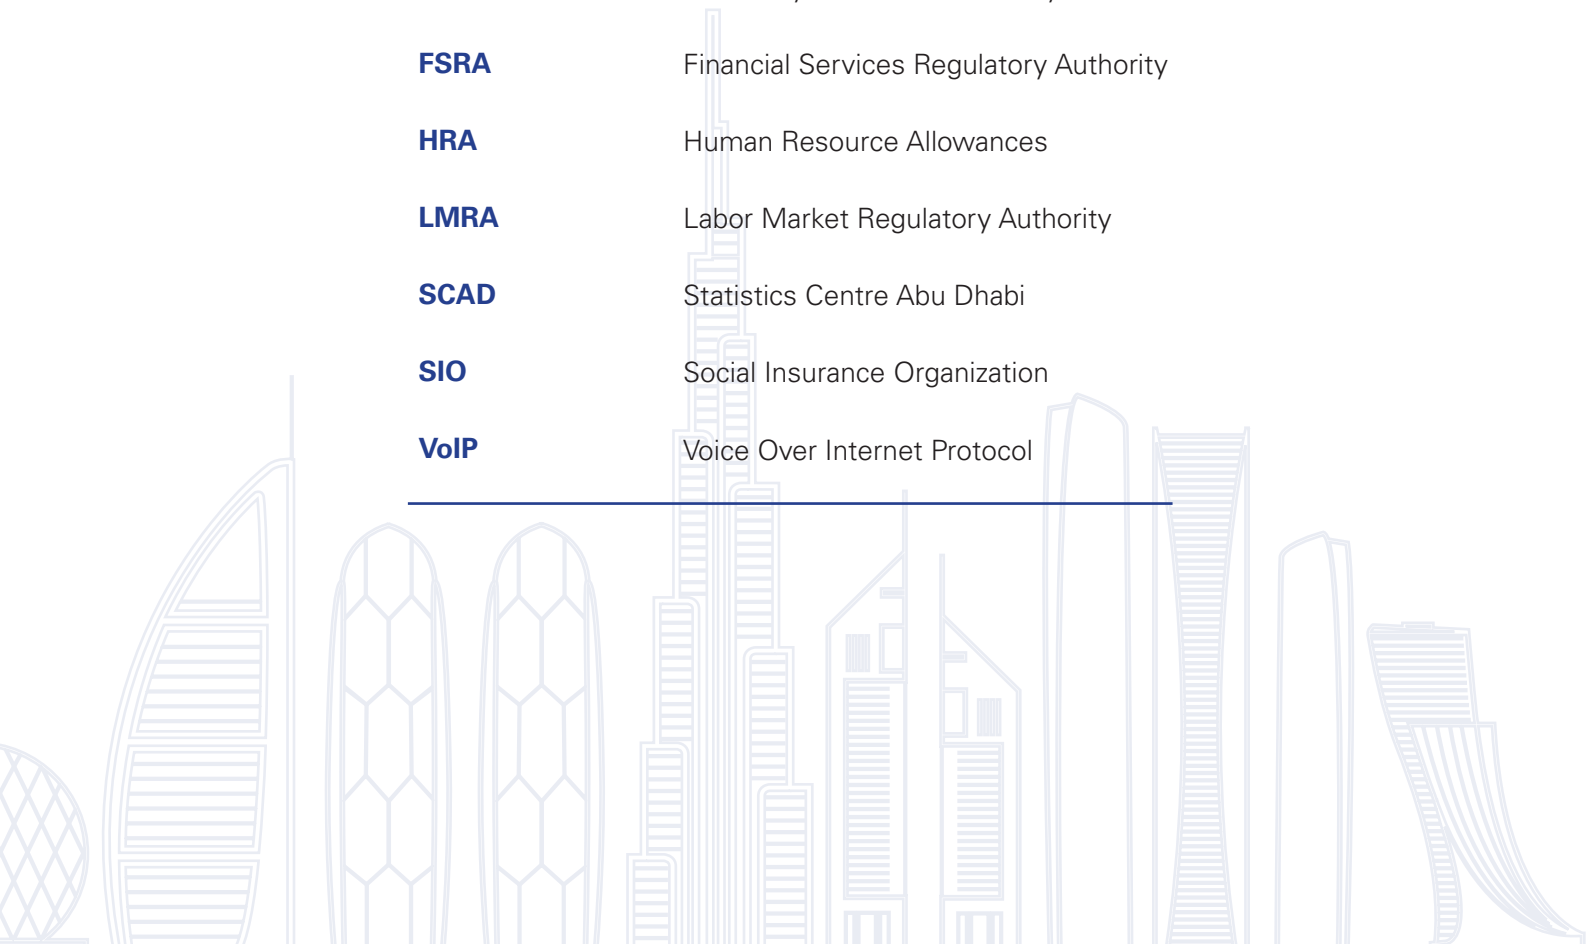 FSRA Financial Services Regulatory Authority
HRA Human Resource Allowances
LMRA Labor Market Regulatory Authority
SCAD Statistics Centre Abu Dhabi
SIO Social Insurance Organization
VoIP Voice Over Internet Protocol